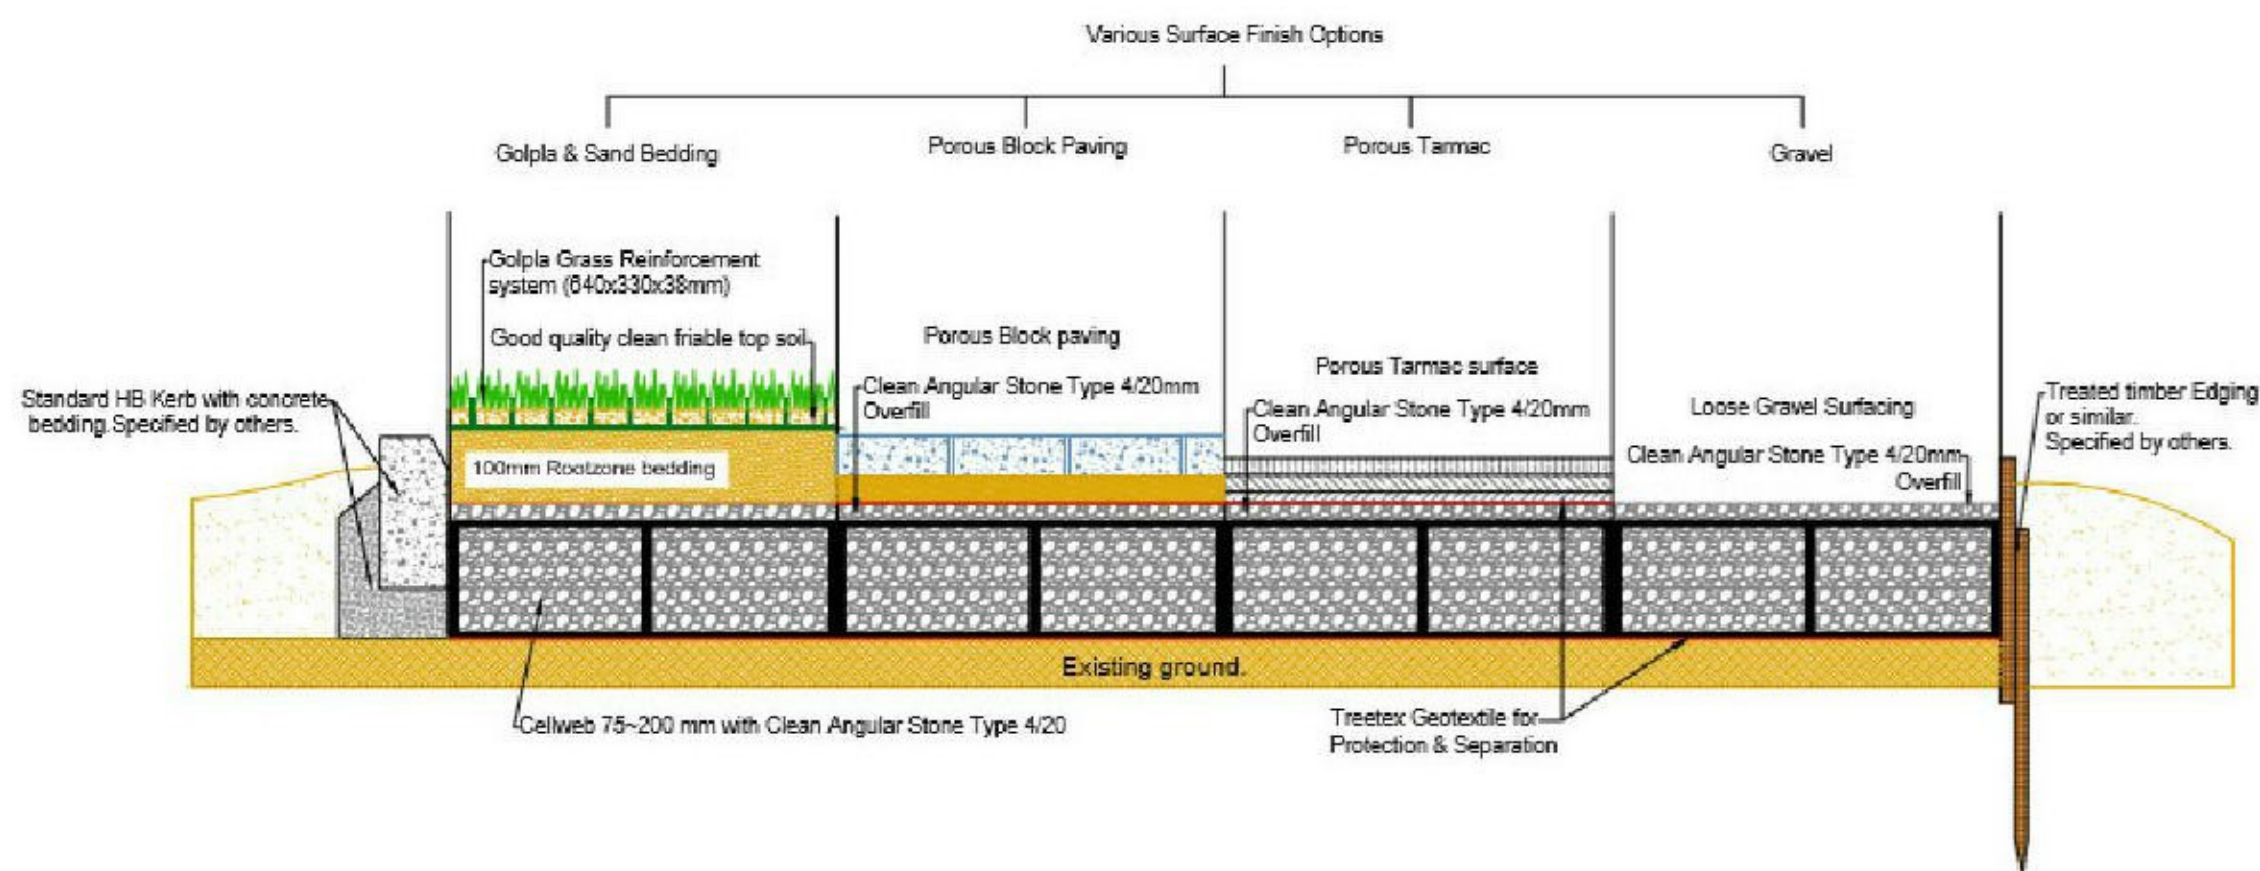 Various Surface Finish Options
Golpla & Sand Bedding
Porous Block Paving
Porous Tarmac
Gravel
Golpla Grass Reinforcement
system (640x330x38mm)
Good quality clean friable top soil
Porous Block paving
Clean Angular Stone Type 4/20mm
Overfill
Porous Tarmac surface
Clean Angular Stone Type 4/20mm
Overfill
Loose Gravel Surfacing
Clean Angular Stone Type 4/20mm
Overfill
Treated timber Edging
or similar.
Specified by others.
Standard HB Kerb with concrete
bedding.Specified by others.
100mm Rootzone bedding
Existing ground.
Cellweb 75~200 mm with Clean Angular Stone Type 4/20
Treetex Geotextile for
Protection & Separation